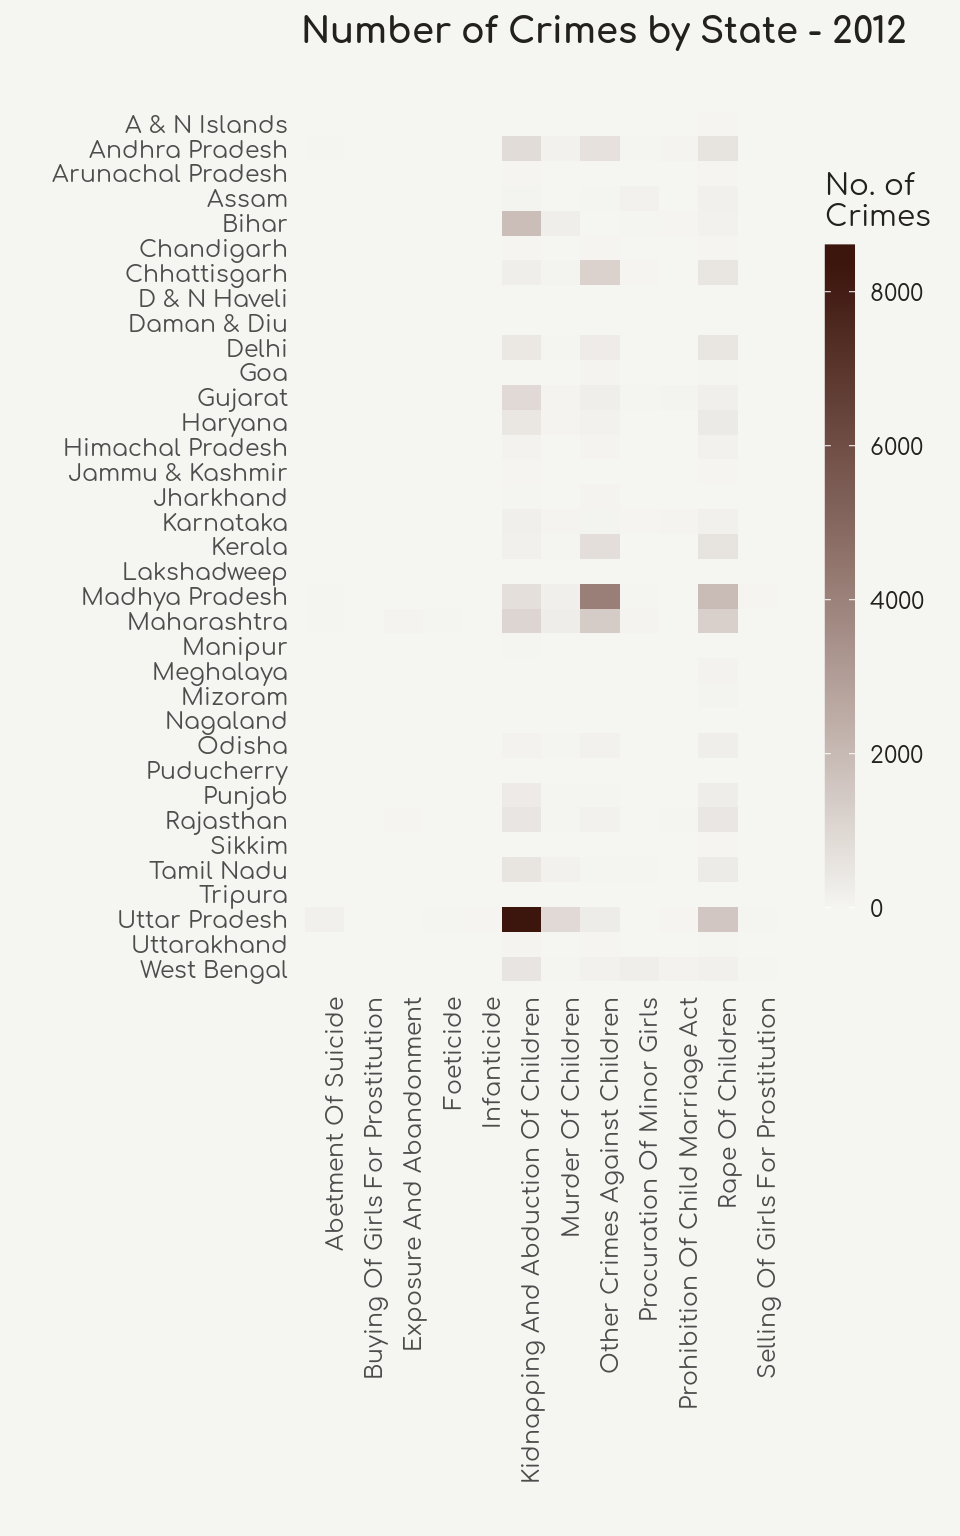 Number of Crimes by State - 2012
A & N Islands
Andhra Pradesh
Arunachal Pradesh
Assam
Bihar
Chandigarh
Chhattisgarh
D & N Haveli
Daman & Diu
Delhi
Goa
Gujarat
Haryana
Himachal Pradesh
Jammu & Kashmir
Jharkhand
Karnataka
Kerala
Lakshadweep
Madhya Pradesh
Maharashtra
Manipur
Meghalaya
Mizoram
Nagaland
Odisha
Puducherry
Punjab
Rajasthan
Sikkim
Tamil Nadu
Tripura
Uttar Pradesh
Uttarakhand
West Bengal
No. of
Crimes
8000
6000
4000
2000
0
Abetment Of Suicide
Buying Of Girls For Prostitution
Exposure And Abandonment
Foeticide
Infanticide
Kidnapping And Abduction Of Children
Murder Of Children
Other Crimes Against Children
Procuration Of Minor Girls
Prohibition Of Child Marriage Act
Rape Of Children
Selling Of Girls For Prostitution